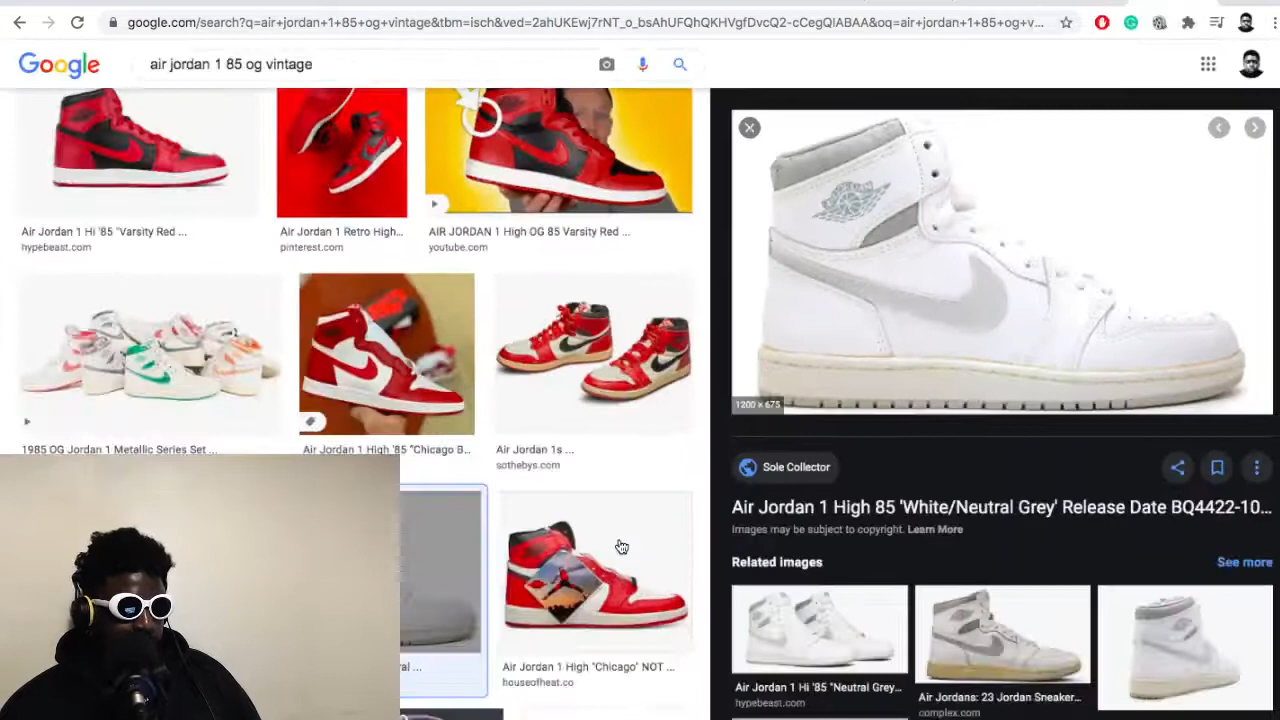 google.com/search?q=air+jordan+1+85+og+vintage&tbm=isch&ved=2ahUKEwj7rNT_o_bsAhUFQhQKHVgfDvcQ2-cCegQIABAA&oq=air+jordan+1+85+og+v...
Google
air jordan 1 85 og vintage
Air Jordan 1 Hi '85 "Varsity Red ...
hypebeast.com
Air Jordan 1 Retro High...
pinterest.com
AIR JORDAN 1 High OG 85 Varsity Red ...
youtube.com
1985 OG Jordan 1 Metallic Series Set ...
Air Jordan 1 High '85 "Chicago B...
Air Jordan 1s ...
sothebys.com
ral ...
Air Jordan 1 High "Chicago" NOT ...
houseofheat.co
1200 × 675
Sole Collector
Air Jordan 1 High 85 'White/Neutral Grey' Release Date BQ4422-10...
Images may be subject to copyright. Learn More
Related images
See more
Air Jordan 1 Hi '85 "Neutral Grey...
hypebeast.com
Air Jordans: 23 Jordan Sneaker...
complex.com